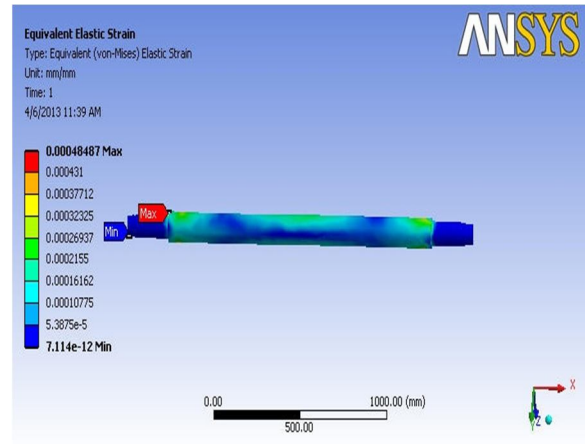 Equivalent Elastic Strain
Type: Equivalent (von-Mises) Elastic Strain
Unit: mm/mm
Time: 1
4/6/2013 11:39 AM
ANSYS
0.00048487 Max
0.000431
0.00037712
0.00032325
0.00026937
0.0002155
0.00016162
0.00010775
5.3875e-5
7.114e-12 Min
Max
Min
0.00
1000.00 (mm)
500.00
X
Z